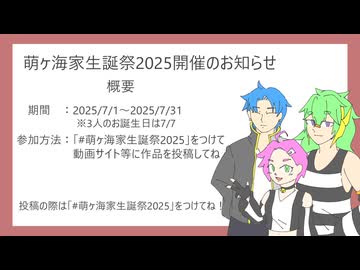 萌ヶ海家生誕祭2025開催のお知らせ
概要
期間 ：2025/7/1～2025/7/31
※3人のお誕生日は7/7
参加方法：「#萌ヶ海家生誕祭2025」をつけて
動画サイト等に作品を投稿してね
投稿の際は「#萌ヶ海家生誕祭2025」をつけてね！